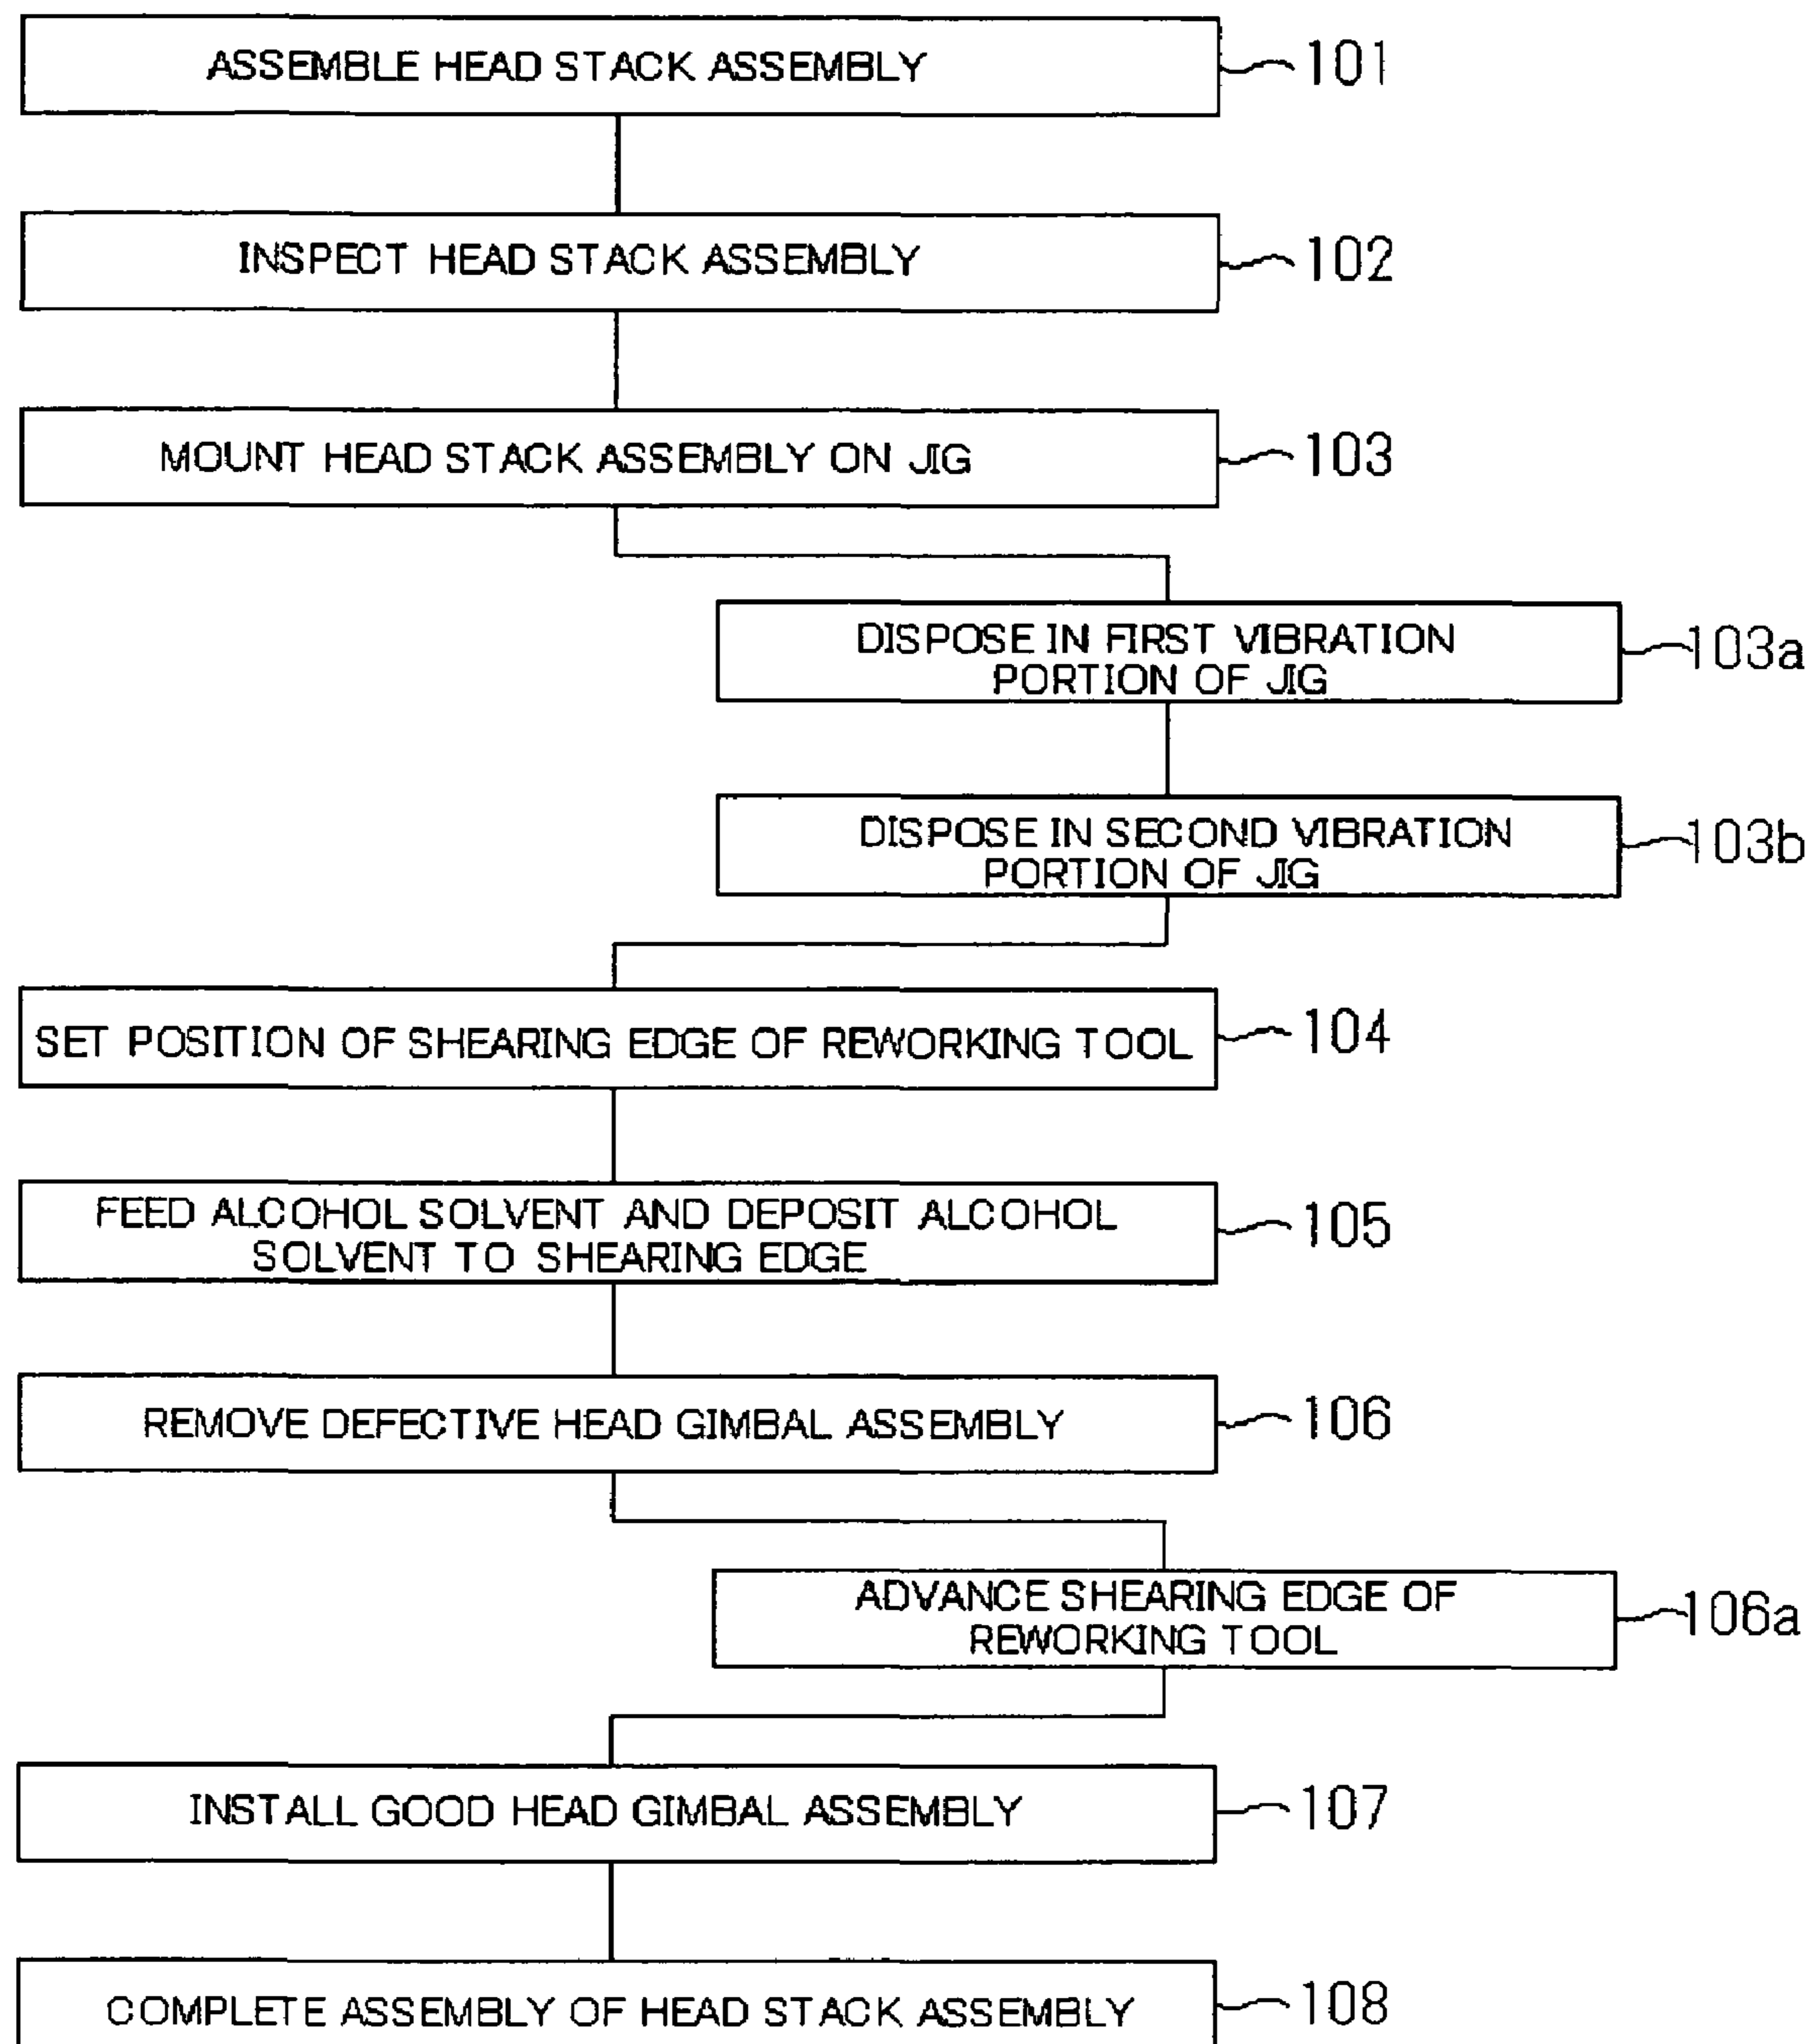 ASSEMBLE HEAD STACK ASSEMBLY
101
INSPECT HEAD STACK ASSEMBLY
102
MOUNT HEAD STACK ASSEMBLY ON JIG
103
DISPOSE IN FIRST VIBRATION
PORTION OF JIG
103a
DISPOSE IN SECOND VIBRATION
PORTION OF JIG
103b
SET POSITION OF SHEARING EDGE OF REWORKING TOOL
104
FEED ALCOHOL SOLVENT AND DEPOSIT ALCOHOL
SOLVENT TO SHEARING EDGE
105
REMOVE DEFECTIVE HEAD GIMBAL ASSEMBLY
106
ADVANCE SHEARING EDGE OF
REWORKING TOOL
106a
INSTALL GOOD HEAD GIMBAL ASSEMBLY
107
COMPLETE ASSEMBLY OF HEAD STACK ASSEMBLY
108